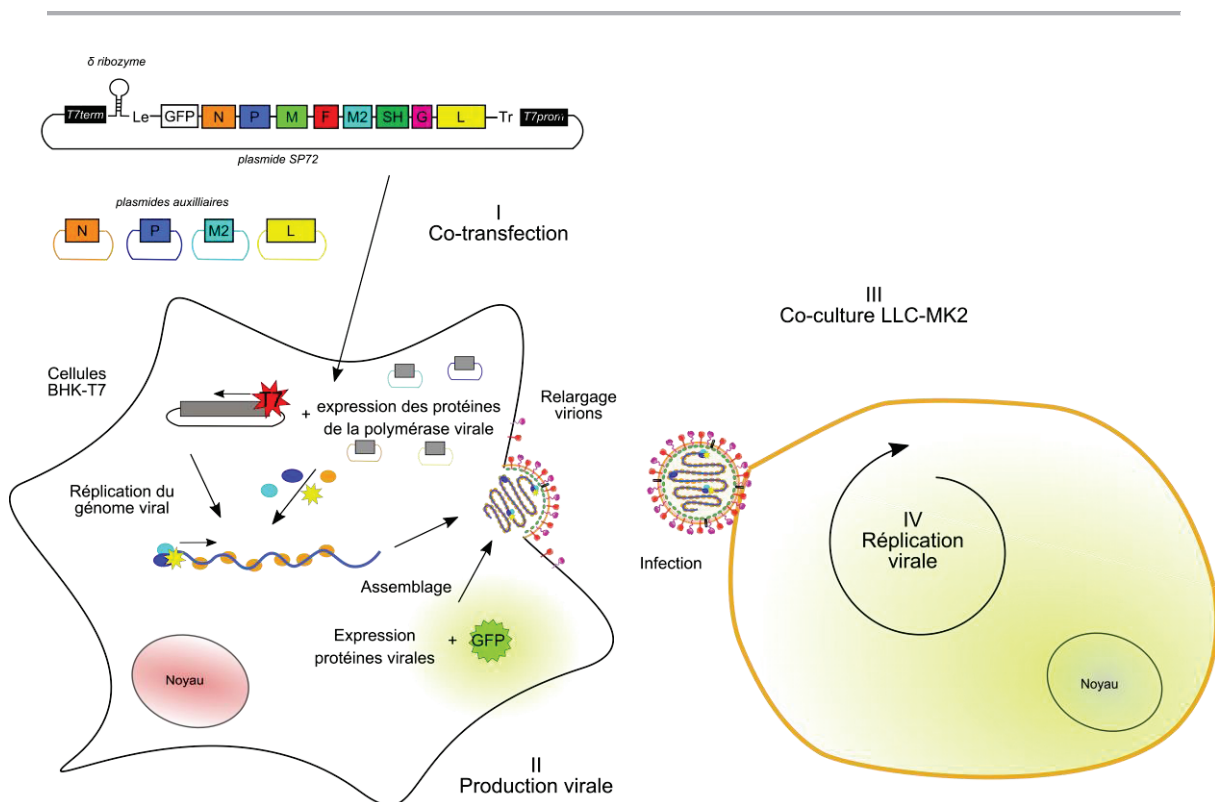 δ ribozyme
T7term
Le
GFP
N
P
M
F
M2
SH
G
L
Tr
T7prom
plasmide SP72
plasmides auxilliaires
N
P
M2
L
I
Co-transfection
III
Co-culture LLC-MK2
Cellules
BHK-T7
T7
+
expression des protéines
de la polymérase virale
Relargage
virions
Réplication du
génome viral
Assemblage
Infection
IV
Réplication
virale
Expression
protéines virales
+
GFP
Noyau
Noyau
II
Production virale